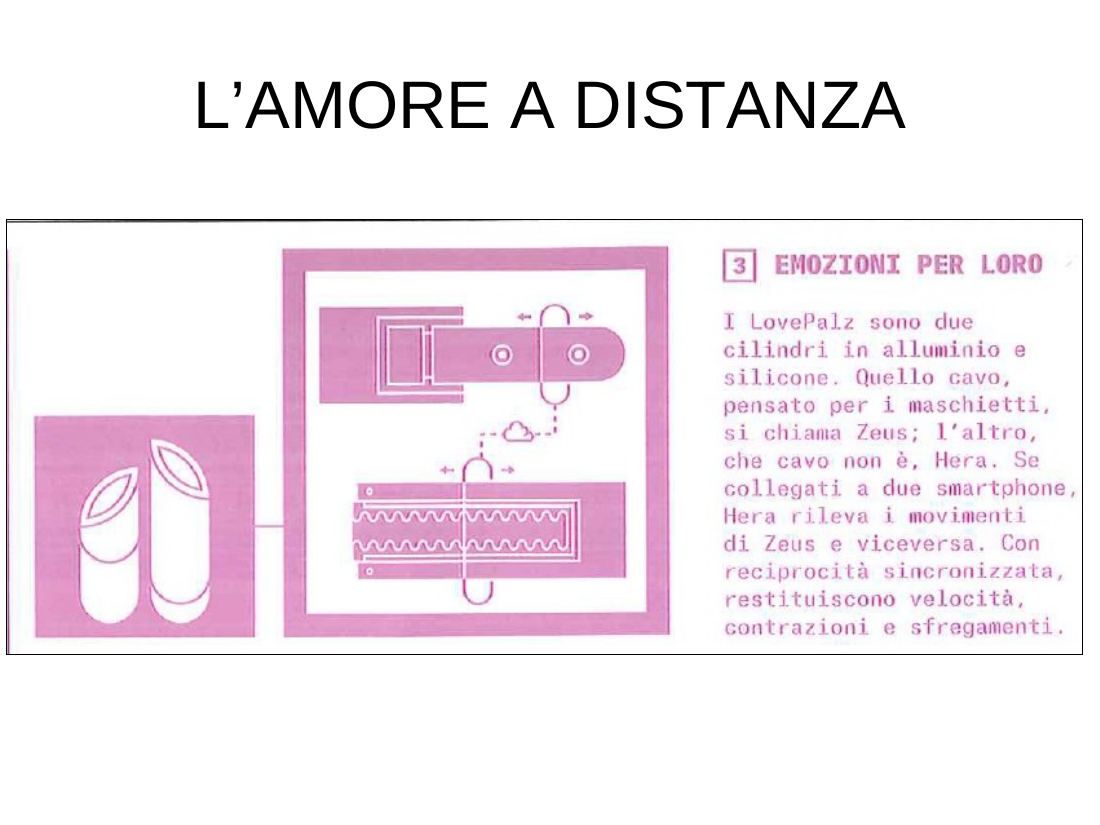 L’AMORE A DISTANZA
3 EMOZIONI PER LORO
I LovePalz sono due
cilindri in alluminio e
silicone. Quello cavo,
pensato per i maschietti,
si chiama Zeus; l’altro,
che cavo non è, Hera. Se
collegati a due smartphone,
Hera rileva i movimenti
di Zeus e viceversa. Con
reciprocità sincronizzata,
restituiscono velocità,
contrazioni e sfregamenti.